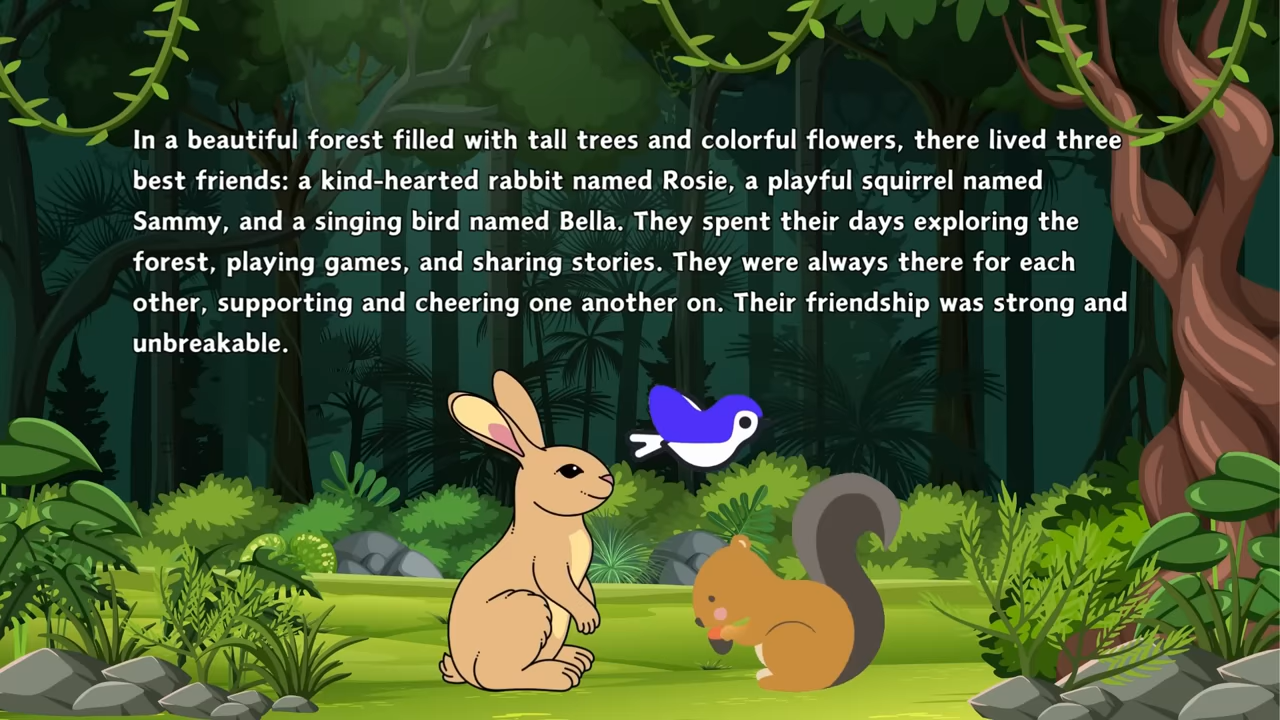 In a beautiful forest filled with tall trees and colorful flowers, there lived three
best friends: a kind-hearted rabbit named Rosie, a playful squirrel named
Sammy, and a singing bird named Bella. They spent their days exploring the
forest, playing games, and sharing stories. They were always there for each
other, supporting and cheering one another on. Their friendship was strong and
unbreakable.